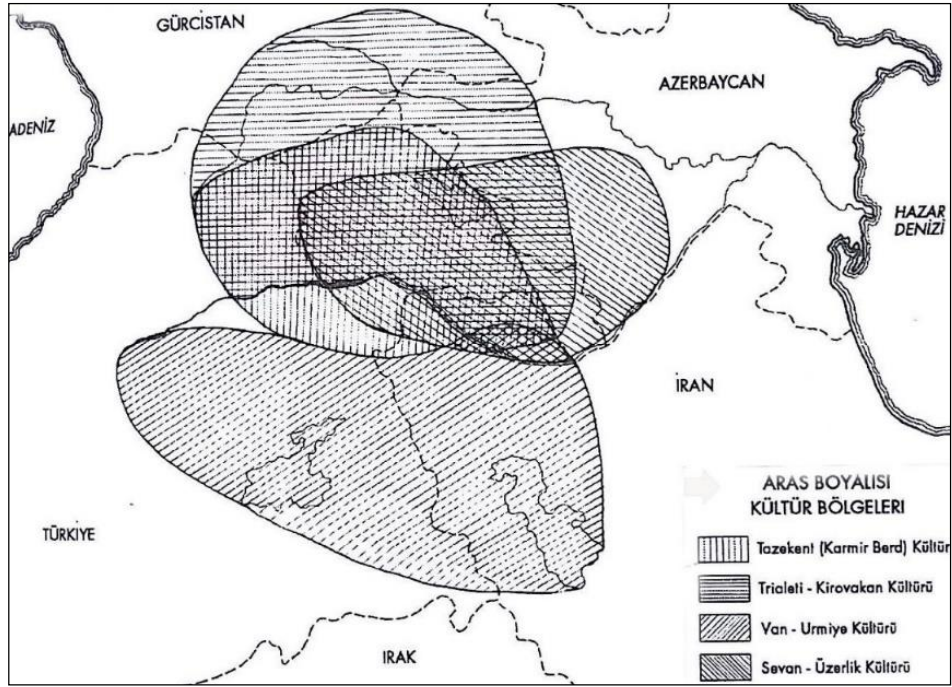 GÜRCİSTAN
AZERBAYCAN
ADENİZ
HAZAR
DENİZİ
İRAN
TÜRKİYE
IRAK
ARAS BOYALISI
KÜLTÜR BÖLGELERİ
Tazekent (Karmir Berd) Kültür
Trialeti - Kirovakan Kültürü
Van - Urmiye Kültürü
Sevan - Üzerlik Kültürü